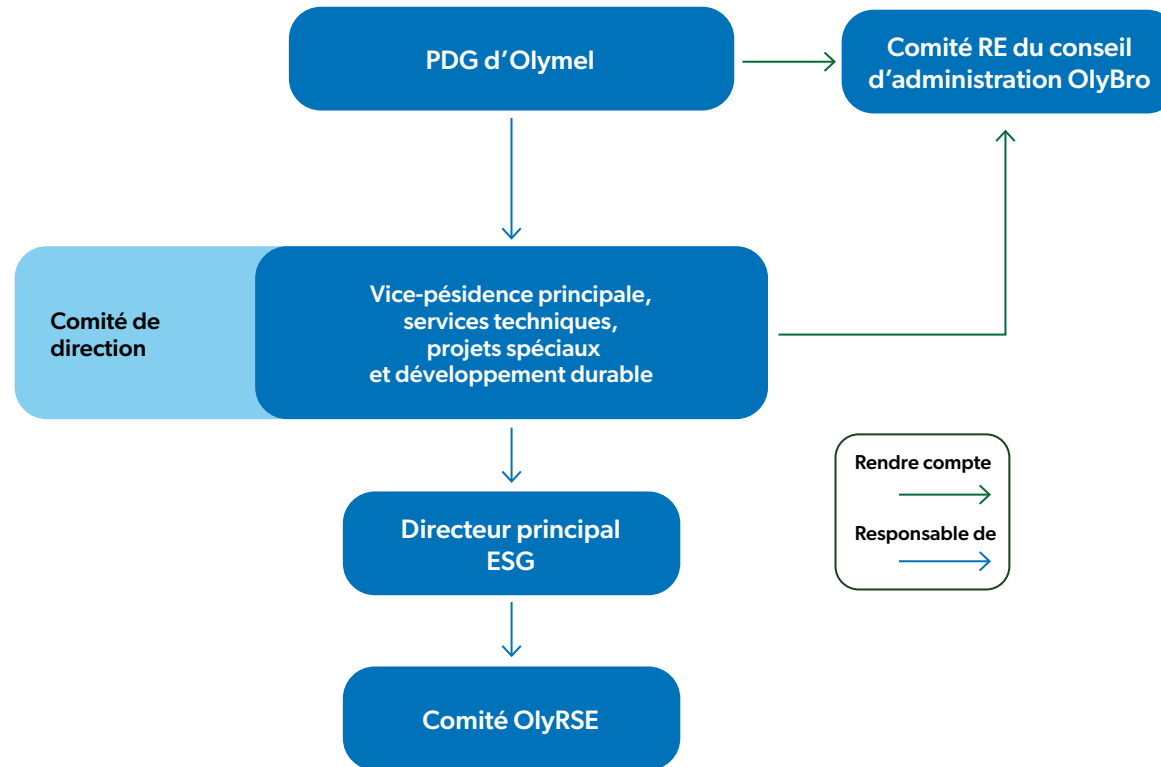 PDG d’Olymel
Comité RE du conseil
d’administration OlyBro
Comité de
direction
Vice-pésidence principale,
services techniques,
projets spéciaux
et développement durable
Rendre compte
Responsable de
Directeur principal
ESG
Comité OlyRSE